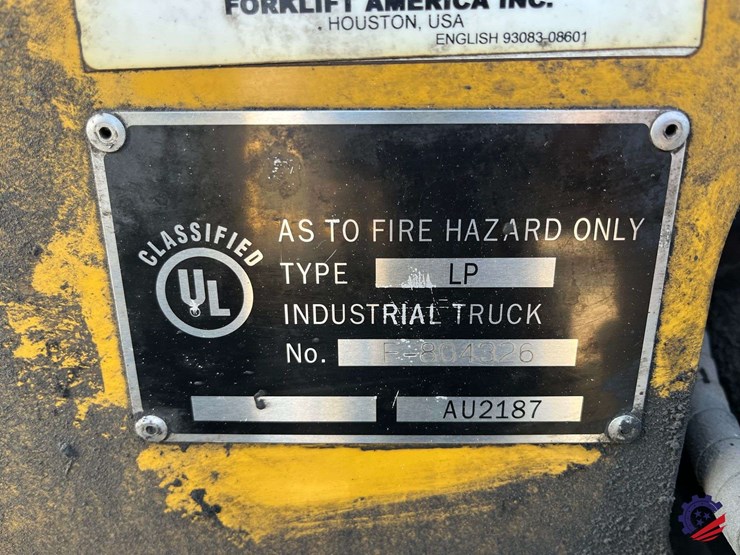 FORKLIFT AMERICA INC.
HOUSTON, USA
ENGLISH 93083-08601
CLASSIFIED
UL
AS TO FIRE HAZARD ONLY
TYPE LP
INDUSTRIAL TRUCK
No. F-804326
AU2187